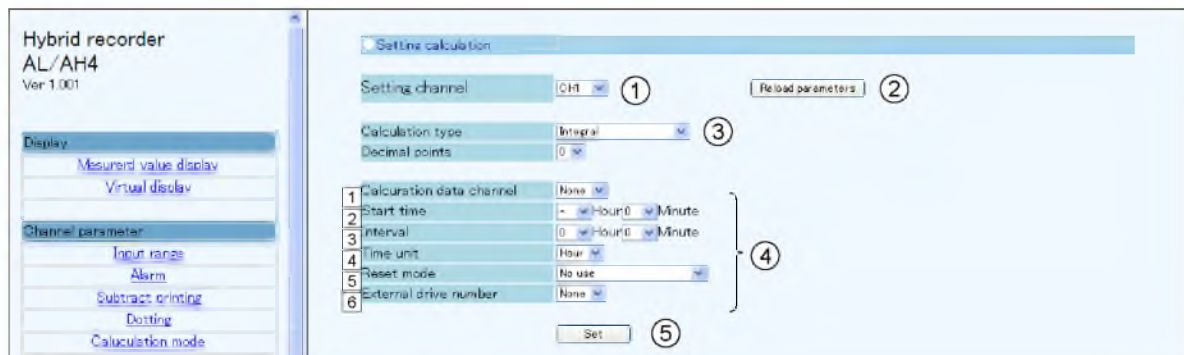 Hybrid recorder
AL/AH4
Ver 1.001
Display
Mesurerd value display
Virtual display
Channel parameter
Input range
Alarm
Subtract printing
Dotting
Caluculation mode
Setting calculation
Setting channel CH1 ① Reload parameters ②
Calculation type Integral ③
Decimal points 0
1 Calcuration data channel None
2 Start time - Hour 0 Minute
3 Interval 0 Hour 0 Minute
4 Time unit Hour ④
5 Reset mode No use
6 External drive number None
Set ⑤